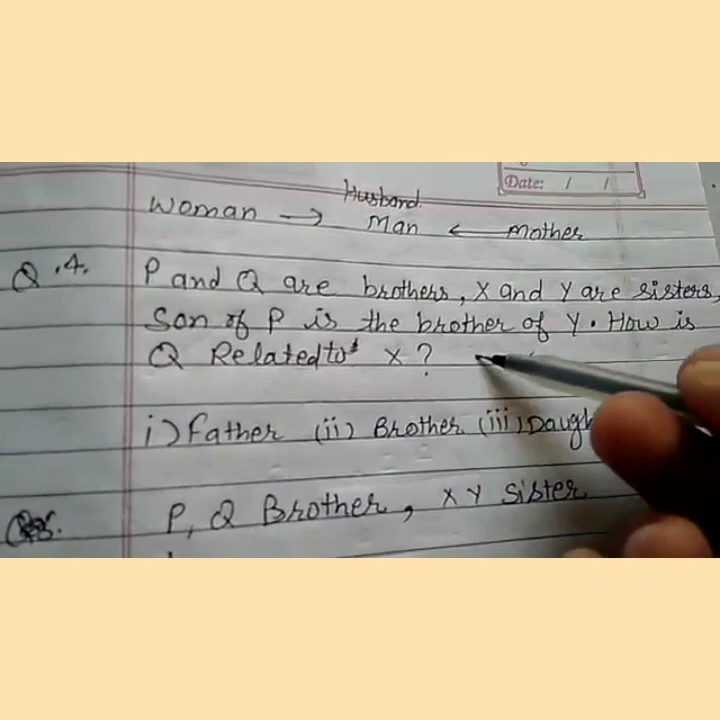 Date: / /
Husband
Woman → Man ← Mother
Q.4. P and Q are brothers, X and Y are sisters,
Son of P is the brother of Y. How is
Q Related to X?
i) Father (ii) Brother (iii) Daugh
P, Q Brother, X Y Sister